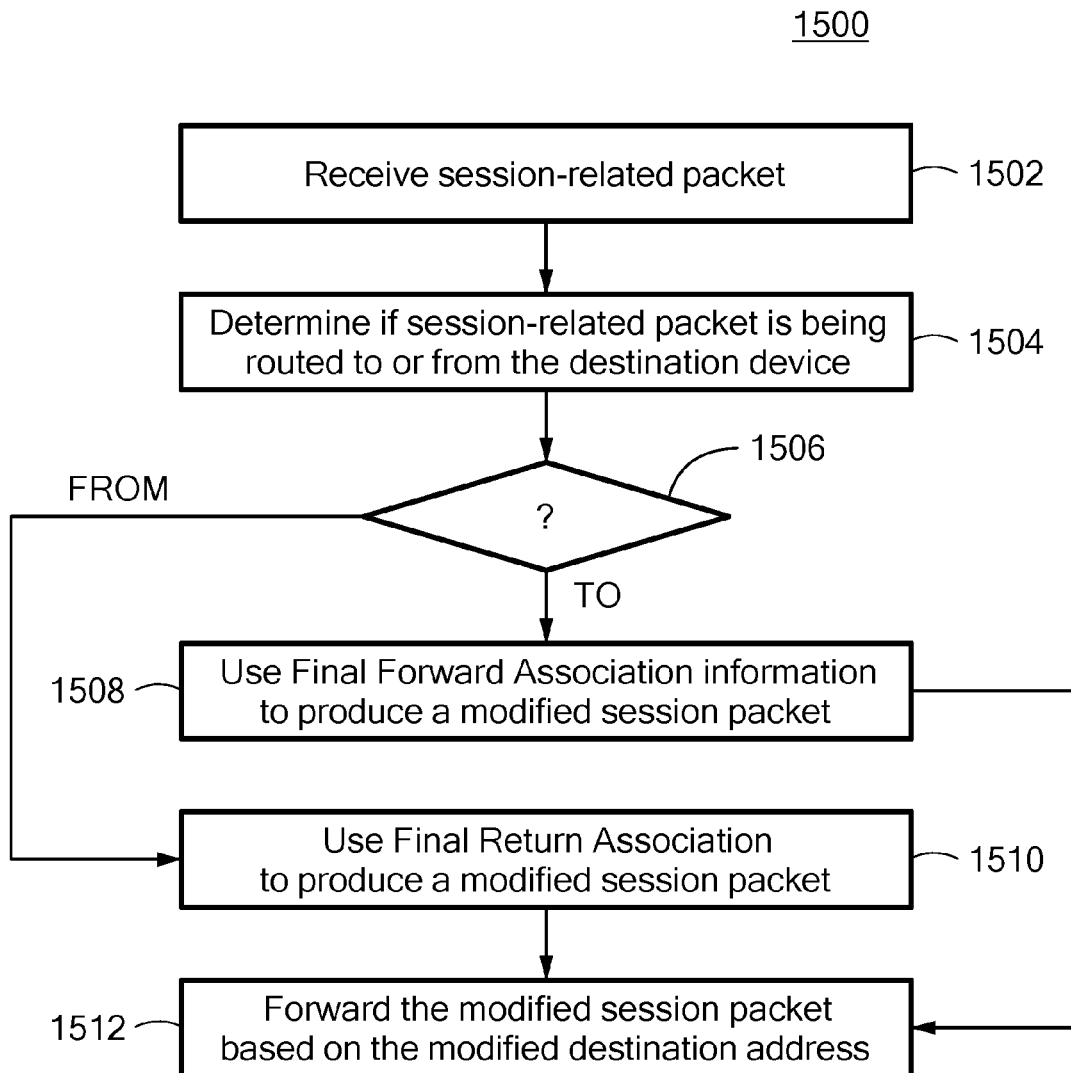 1500
Receive session-related packet
1502
Determine if session-related packet is being
routed to or from the destination device
1504
1506
FROM
?
TO
1508
Use Final Forward Association information
to produce a modified session packet
Use Final Return Association
to produce a modified session packet
1510
1512
Forward the modified session packet
based on the modified destination address